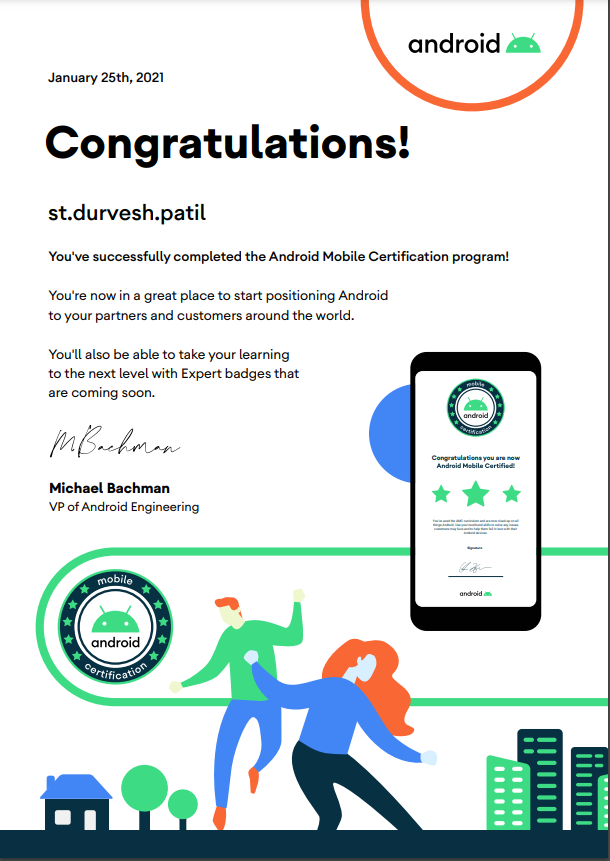 android
January 25th, 2021
Congratulations!
st.durvesh.patil
You've successfully completed the Android Mobile Certification program!
You're now in a great place to start positioning Android
to your partners and customers around the world.
You'll also be able to take your learning
to the next level with Expert badges that
are coming soon.
MBachman
Michael Bachman
VP of Android Engineering
mobile
android
certification
Congratulations you are now
Android Mobile Certified!
Signature
android
mobile
android
certification